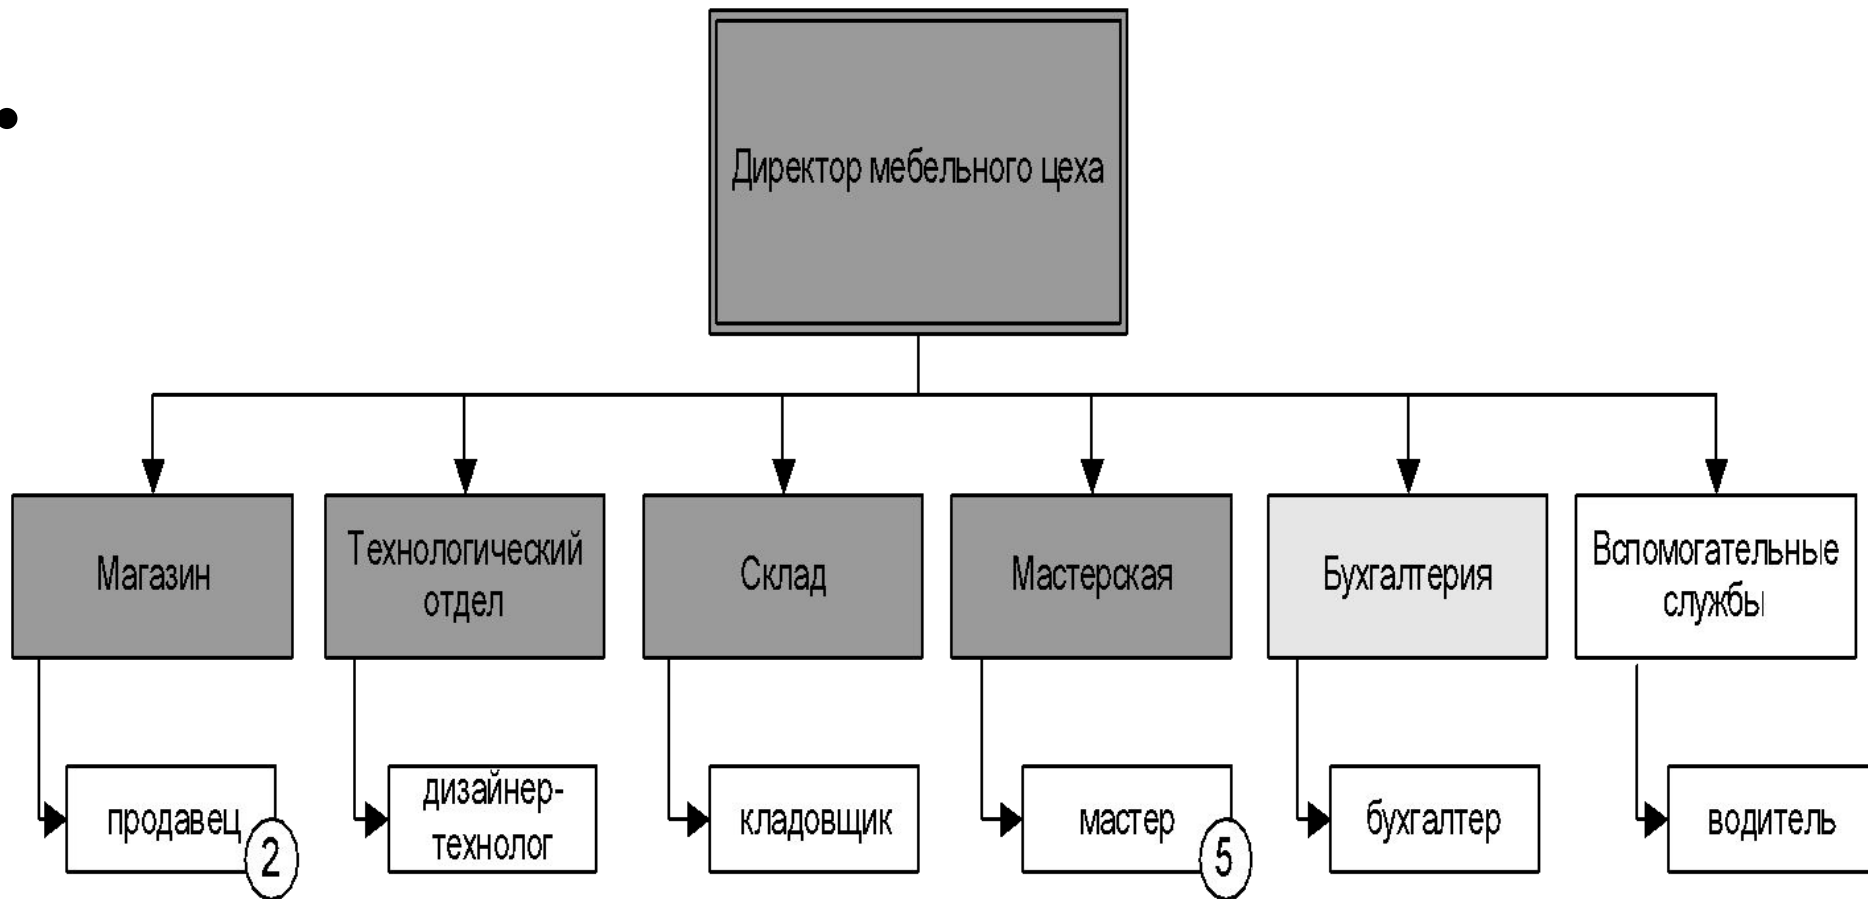 Директор мебельного цеха
Магазин
Технологический
отдел
Склад
Мастерская
Бухгалтерия
Вспомогательные
службы
продавец
2
дизайнер-
технолог
кладовщик
мастер
5
бухгалтер
водитель